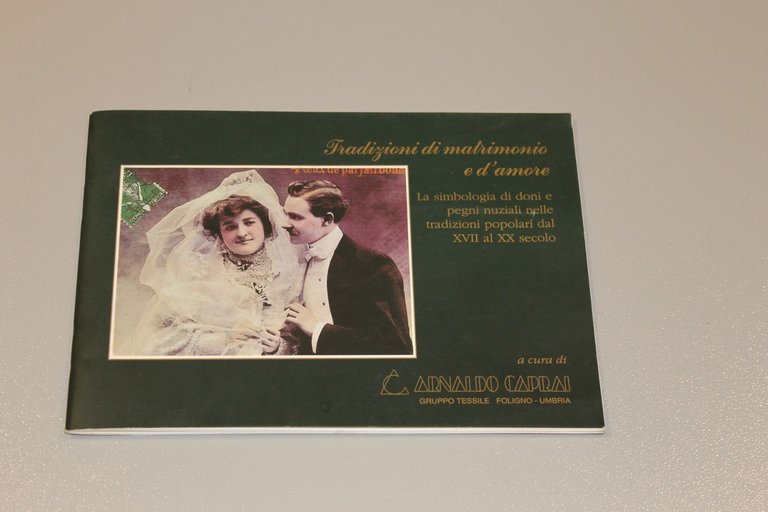 Tradizioni di matrimonio
e d'amore
La simbologia di doni e
pegni nuziali nelle
tradizioni popolari dal
XVII al XX secolo
a cura di
ARNALDO CAPRAI
GRUPPO TESSILE FOLIGNO - UMBRIA